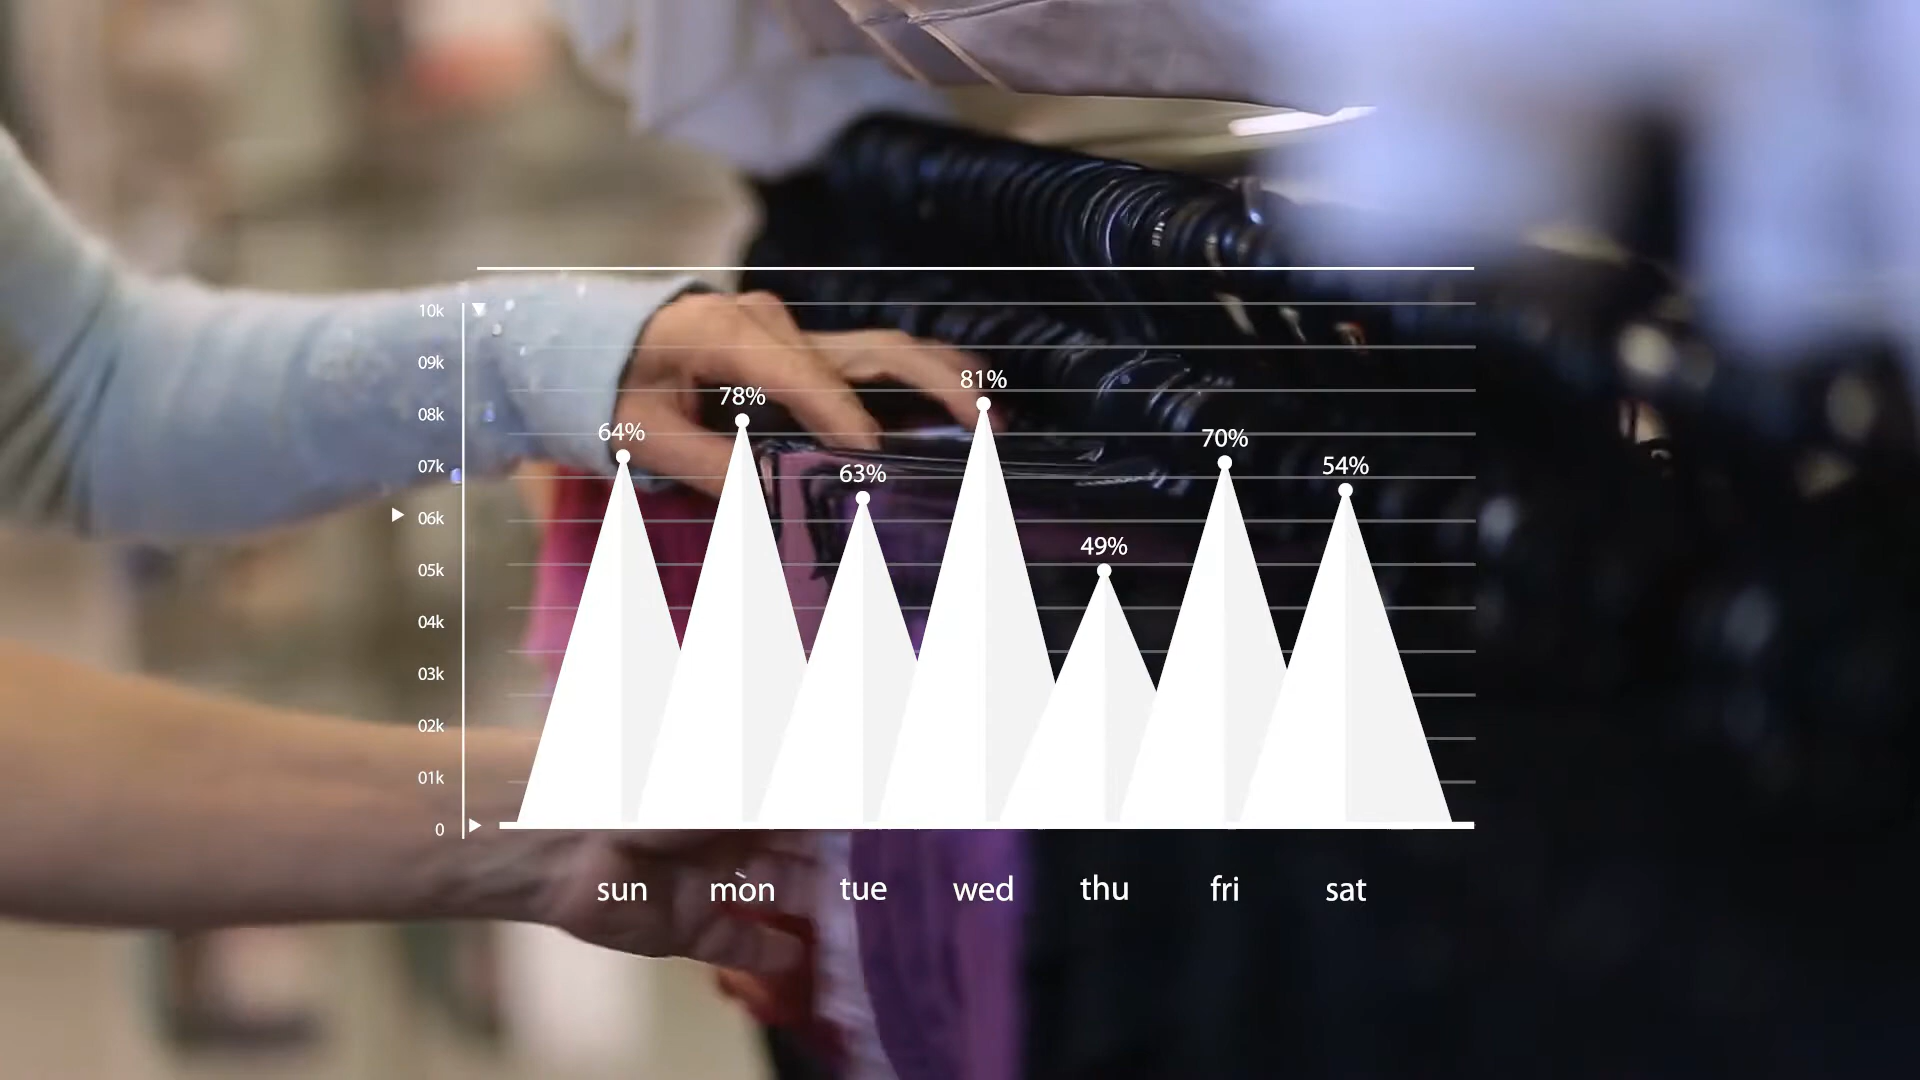 10k
09k
08k
07k
06k
05k
04k
03k
02k
01k
0
64%
78%
63%
81%
49%
70%
54%
sun mon tue wed thu fri sat